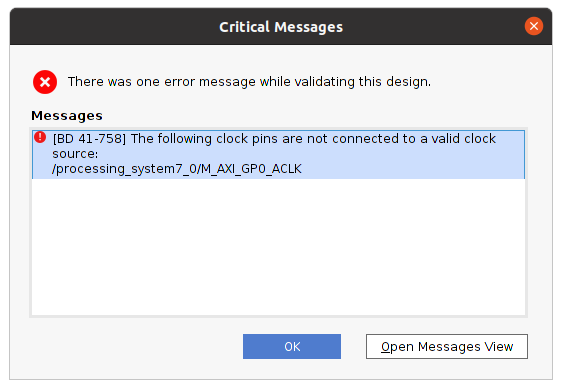 Critical Messages
There was one error message while validating this design.
Messages
[BD 41-758] The following clock pins are not connected to a valid clock
source:
/processing_system7_0/M_AXI_GP0_ACLK
OK
Open Messages View